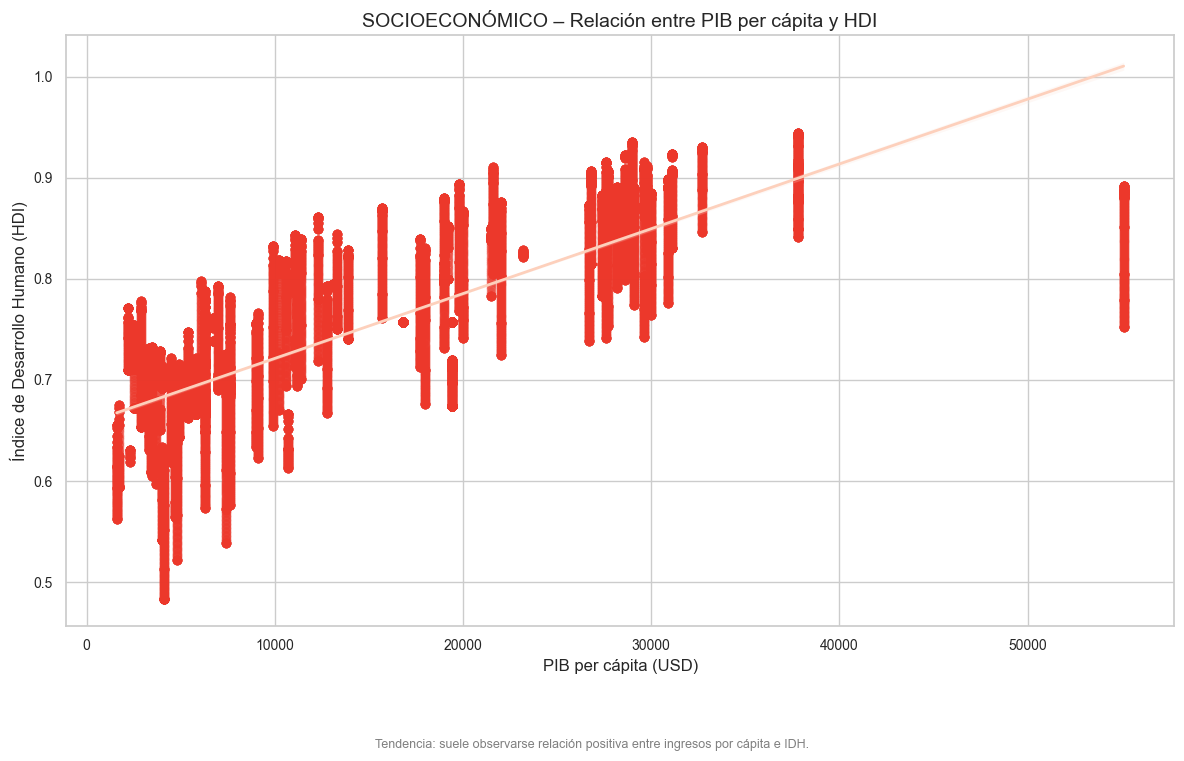 SOCIOECONÓMICO – Relación entre PIB per cápita y HDI
Índice de Desarrollo Humano (HDI)
1.0
0.9
0.8
0.7
0.6
0.5
0 10000 20000 30000 40000 50000
PIB per cápita (USD)
Tendencia: suele observarse relación positiva entre ingresos por cápita e IDH.